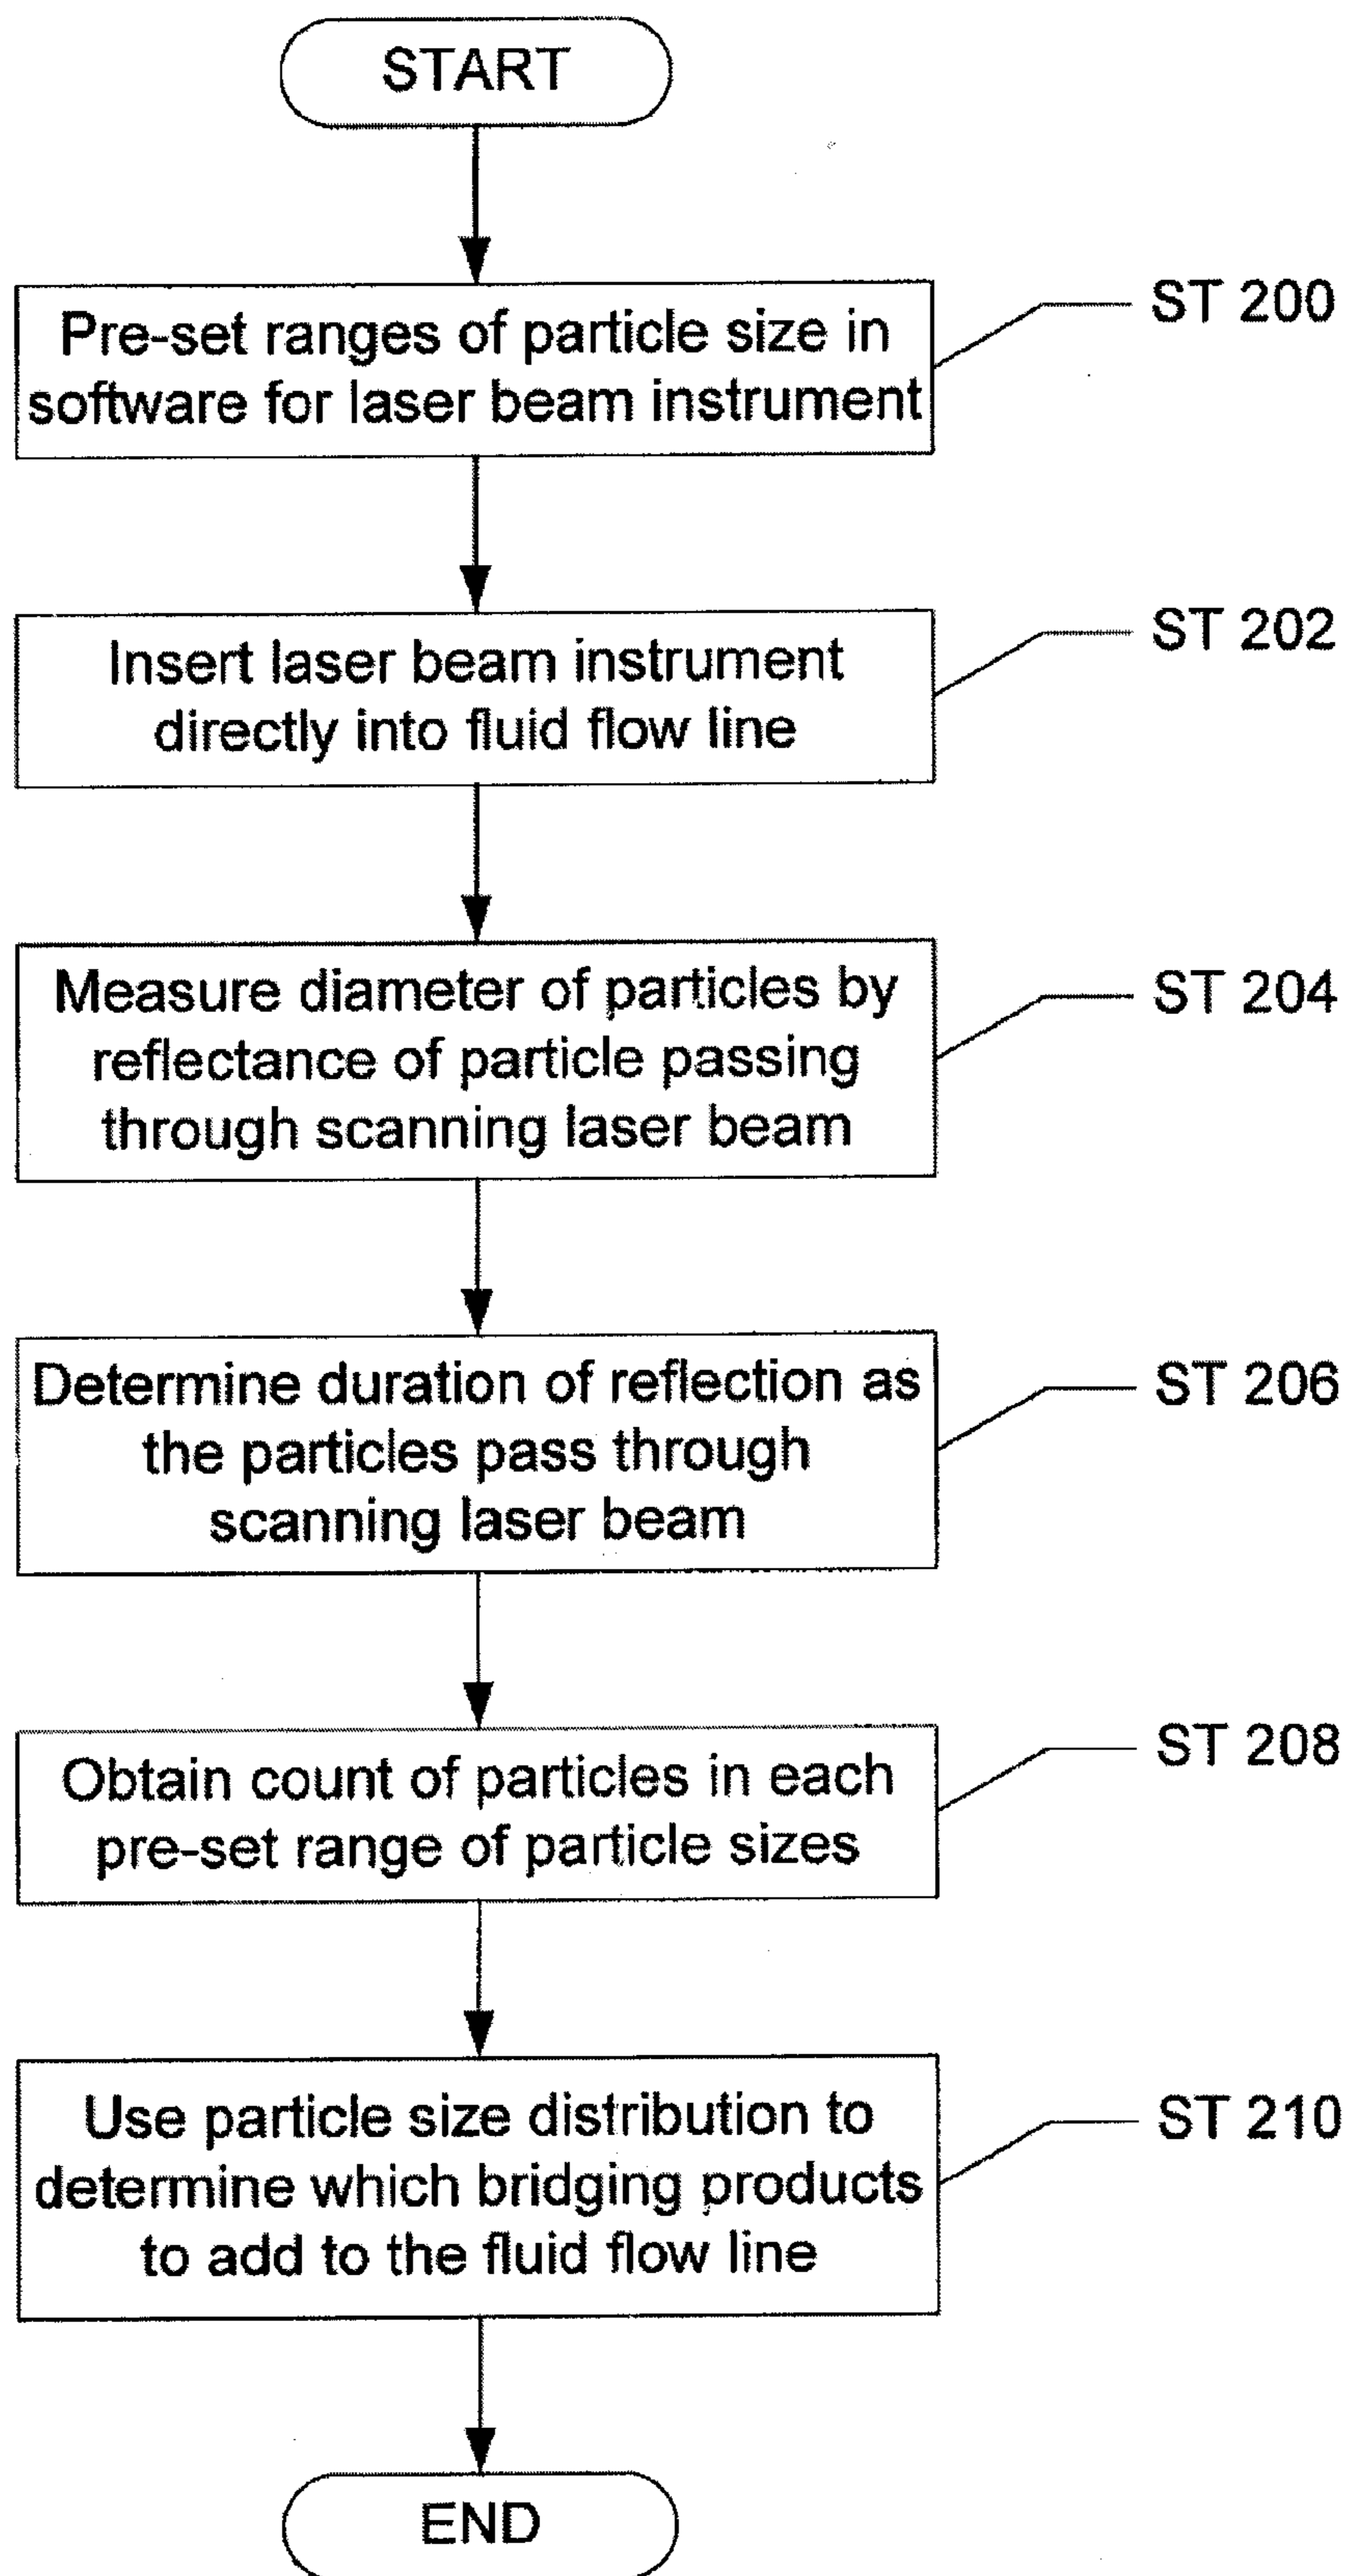 START
Pre-set ranges of particle size in
software for laser beam instrument
ST 200
Insert laser beam instrument
directly into fluid flow line
ST 202
Measure diameter of particles by
reflectance of particle passing
through scanning laser beam
ST 204
Determine duration of reflection as
the particles pass through
scanning laser beam
ST 206
Obtain count of particles in each
pre-set range of particle sizes
ST 208
Use particle size distribution to
determine which bridging products
to add to the fluid flow line
ST 210
END